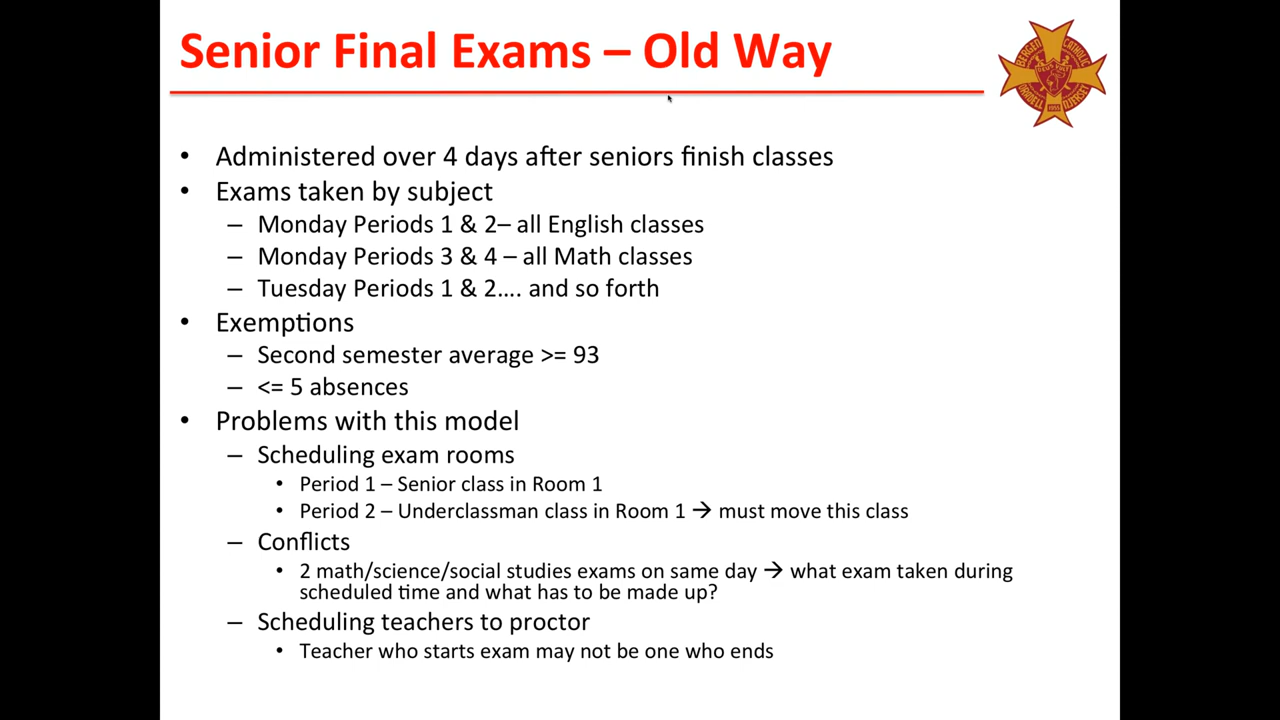 Senior Final Exams – Old Way
BERGEN CATHOLIC
ORADELL N.JERSEY
• Administered over 4 days after seniors finish classes
• Exams taken by subject
– Monday Periods 1 & 2– all English classes
– Monday Periods 3 & 4 – all Math classes
– Tuesday Periods 1 & 2…. and so forth
• Exemptions
– Second semester average >= 93
– <= 5 absences
• Problems with this model
– Scheduling exam rooms
• Period 1 – Senior class in Room 1
• Period 2 – Underclassman class in Room 1 → must move this class
– Conflicts
• 2 math/science/social studies exams on same day → what exam taken during
scheduled time and what has to be made up?
– Scheduling teachers to proctor
• Teacher who starts exam may not be one who ends